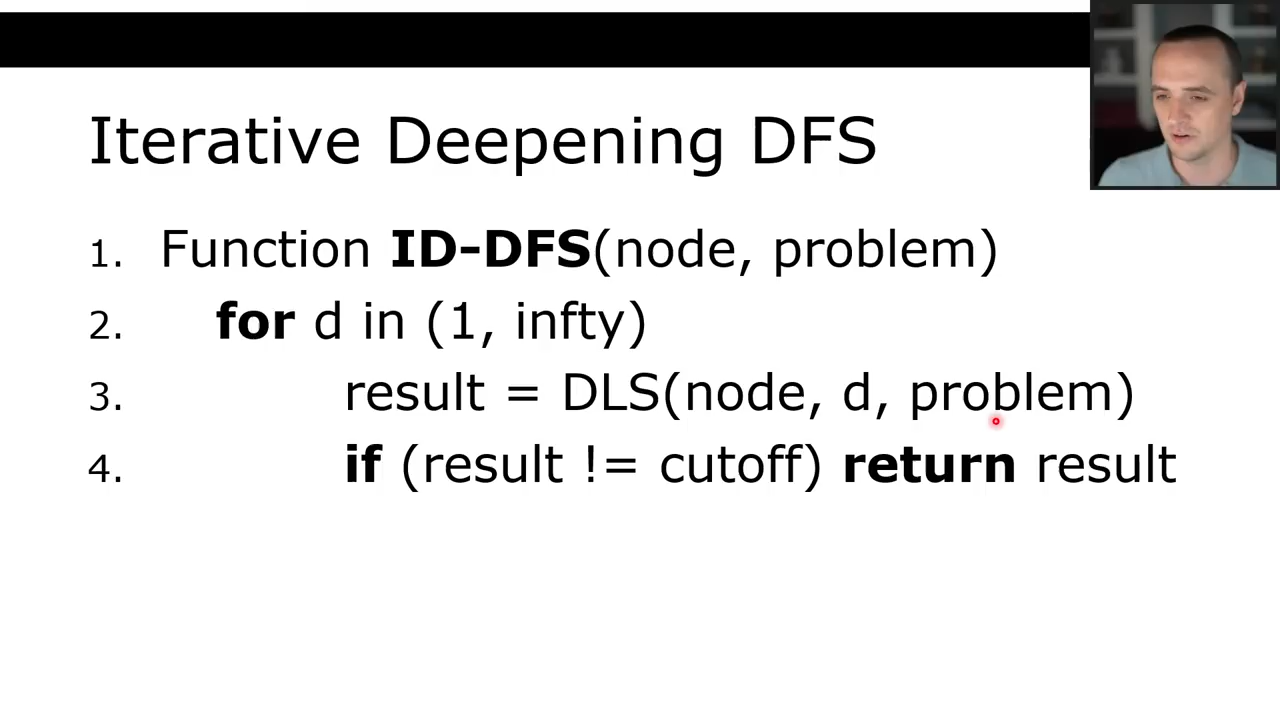 Iterative Deepening DFS
1. Function ID-DFS(node, problem)
2. for d in (1, infty)
3. result = DLS(node, d, problem)
4. if (result != cutoff) return result